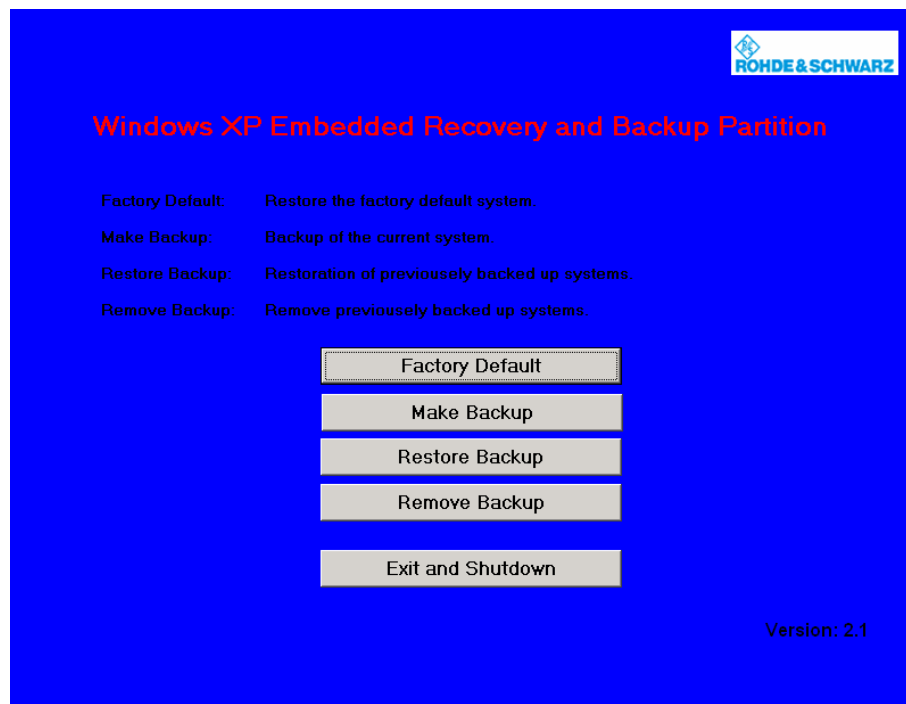 R&S
ROHDE&SCHWARZ
Windows XP Embedded Recovery and Backup Partition
Factory Default: Restore the factory default system.
Make Backup: Backup of the current system.
Restore Backup: Restoration of previousely backed up systems.
Remove Backup: Remove previousely backed up systems.
Factory Default
Make Backup
Restore Backup
Remove Backup
Exit and Shutdown
Version: 2.1